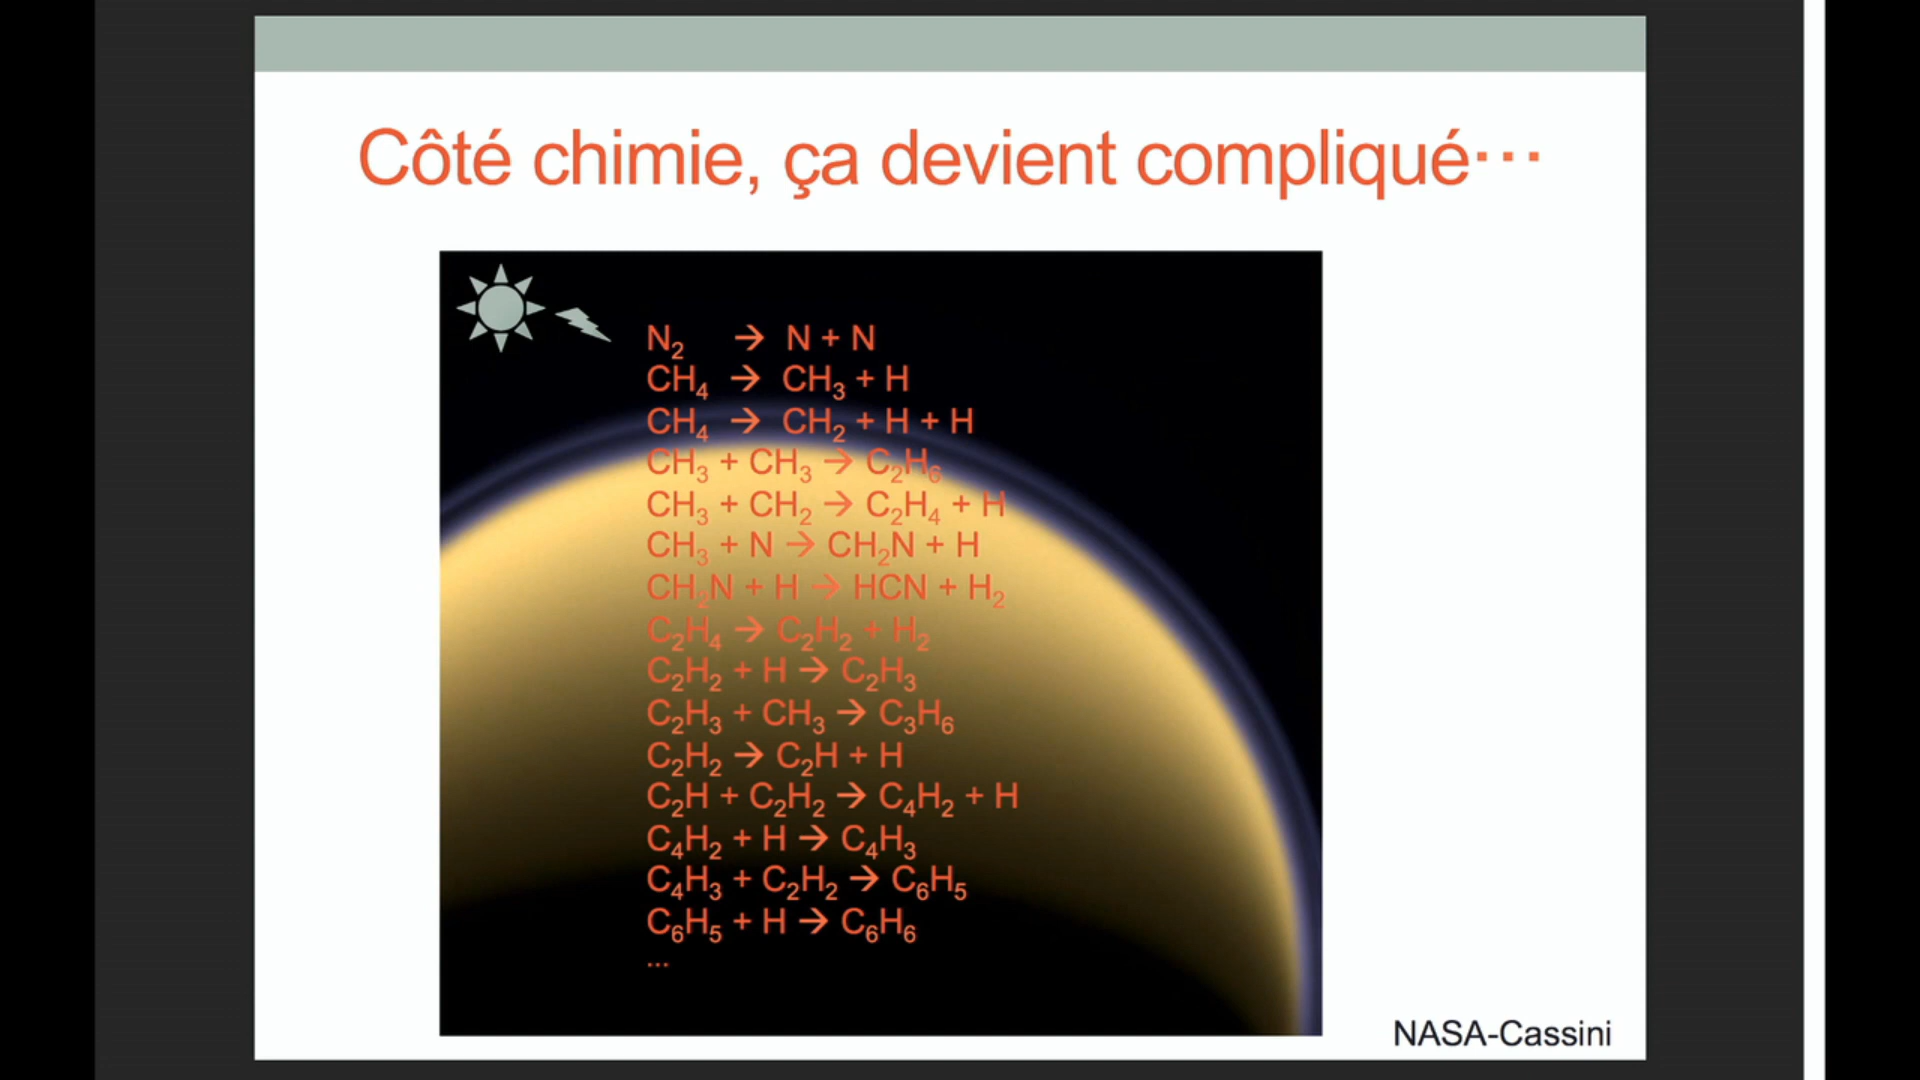 Côté chimie, ça devient compliqué…
N₂ → N + N
CH₄ → CH₃ + H
CH₄ → CH₂ + H + H
CH₃ + CH₃ → C₂H₆
CH₃ + CH₂ → C₂H₄ + H
CH₃ + N → CH₂N + H
CH₂N + H → HCN + H₂
C₂H₄ → C₂H₂ + H₂
C₂H₂ + H → C₂H₃
C₂H₃ + CH₃ → C₃H₆
C₂H₂ → C₂H + H
C₂H + C₂H₂ → C₄H₂ + H
C₄H₂ + H → C₄H₃
C₄H₃ + C₂H₂ → C₆H₅
C₆H₅ + H → C₆H₆
...
NASA-Cassini